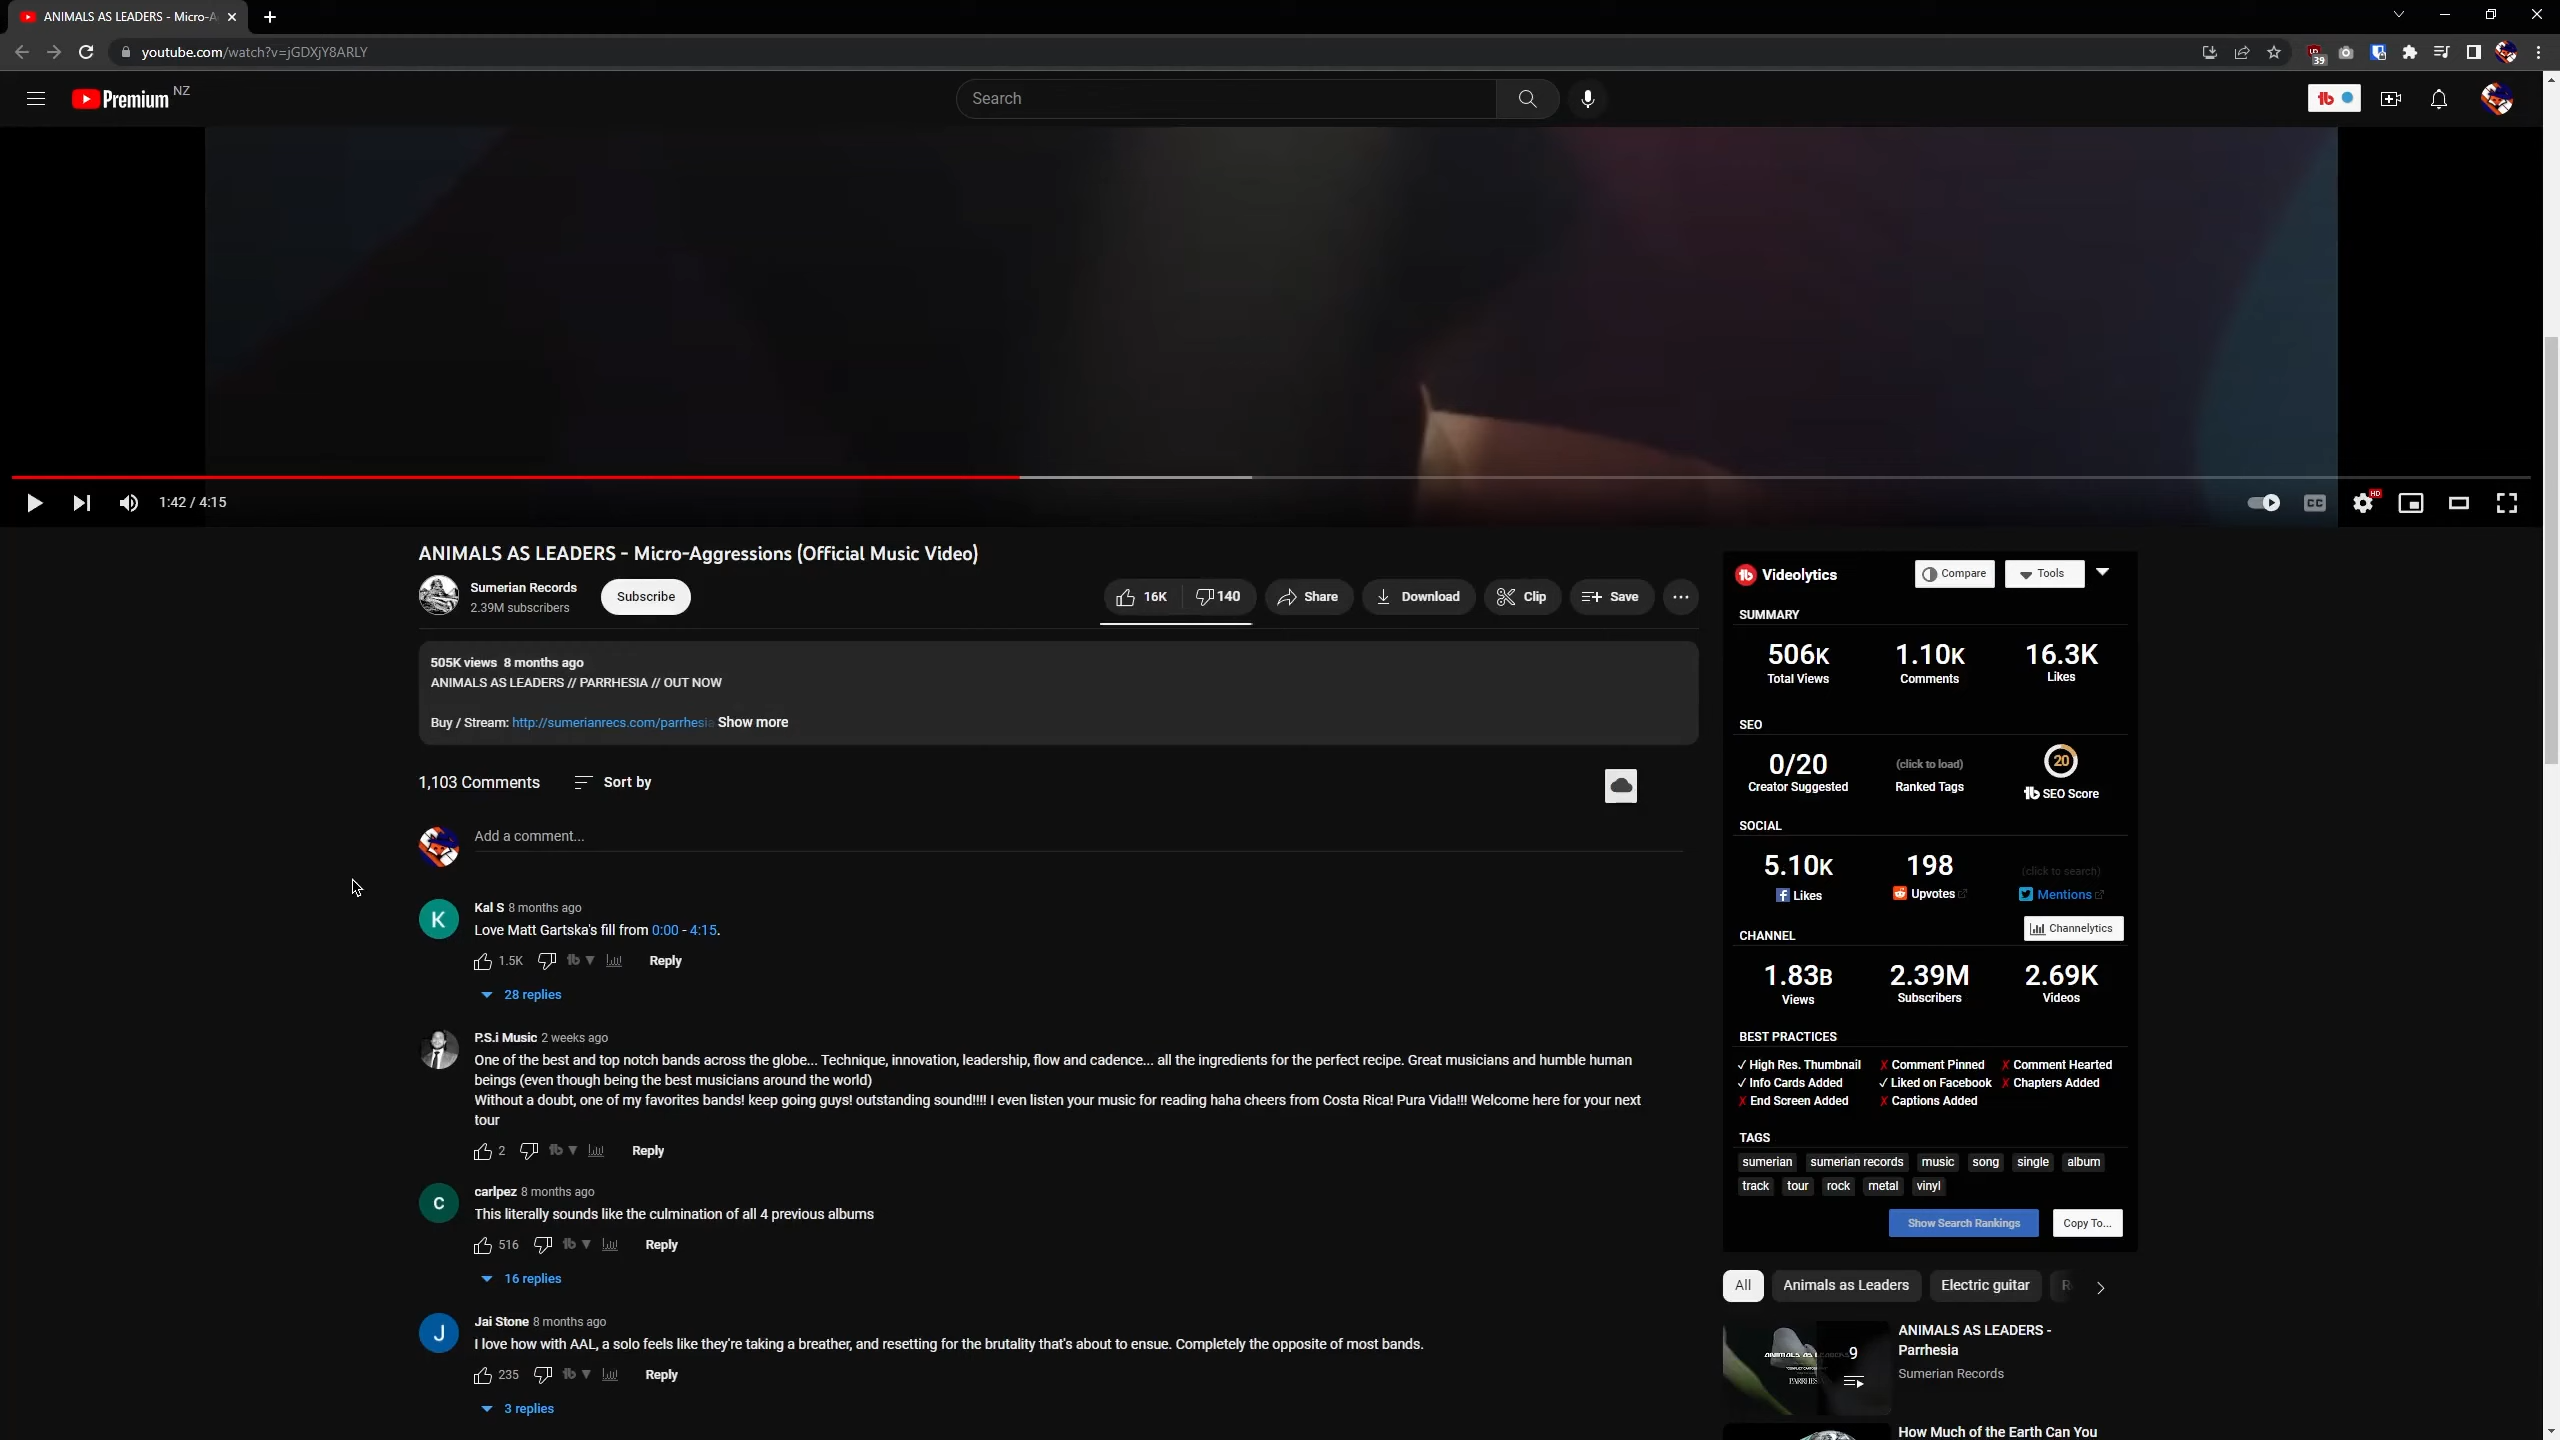 ANIMALS AS LEADERS - Micro-A
youtube.com/watch?v=jGDXjY8ARLY
39
Premium NZ
Search
1:42 / 4:15
CC
HD
ANIMALS AS LEADERS - Micro-Aggressions (Official Music Video)
Sumerian Records
2.39M subscribers
Subscribe
16K
140
Share
Download
Clip
Save
505K views 8 months ago
ANIMALS AS LEADERS // PARRHESIA // OUT NOW
Buy / Stream: http://sumerianrecs.com/parrhesia Show more
1,103 Comments
Sort by
Add a comment...
K
Kal S 8 months ago
Love Matt Gartska's fill from 0:00 - 4:15.
1.5K
Reply
28 replies
P.S.i Music 2 weeks ago
One of the best and top notch bands across the globe... Technique, innovation, leadership, flow and cadence... all the ingredients for the perfect recipe. Great musicians and humble human
beings (even though being the best musicians around the world)
Without a doubt, one of my favorites bands! keep going guys! outstanding sound!!!! I even listen your music for reading haha cheers from Costa Rica! Pura Vida!!! Welcome here for your next
tour
2
Reply
C
carlpez 8 months ago
This literally sounds like the culmination of all 4 previous albums
516
Reply
16 replies
J
Jai Stone 8 months ago
I love how with AAL, a solo feels like they're taking a breather, and resetting for the brutality that's about to ensue. Completely the opposite of most bands.
235
Reply
3 replies
Videolytics
Compare
Tools
SUMMARY
506K 1.10K 16.3K
Total Views Comments Likes
SEO
0/20 (click to load) 20
Creator Suggested Ranked Tags SEO Score
SOCIAL
5.10K 198 (click to search)
Likes Upvotes Mentions
CHANNEL
Channelytics
1.83B 2.39M 2.69K
Views Subscribers Videos
BEST PRACTICES
✓ High Res. Thumbnail ✗ Comment Pinned ✗ Comment Hearted
✓ Info Cards Added ✓ Liked on Facebook ✗ Chapters Added
✗ End Screen Added ✗ Captions Added
TAGS
sumerian sumerian records music song single album
track tour rock metal vinyl
Show Search Rankings
Copy To...
All
Animals as Leaders
Electric guitar
9
ANIMALS AS LEADERS -
Parrhesia
Sumerian Records
How Much of the Earth Can You